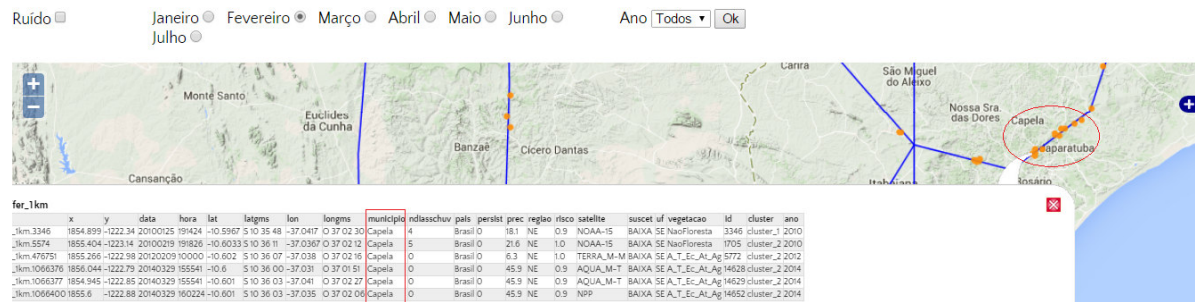 Ruído Janeiro Fevereiro Março Abril Maio Junho Ano Todos Ok
Julho
+
−
Monte Santo
Euclides
da Cunha
Banzaê
Cícero Dantas
Cansanção
Carira
São Miguel
do Aleixo
Nossa Sra.
das Dores
Capela
Japaratuba
Itabaiana
Rosário
+
fer_1km
x y data hora lat latgms lon longms municipio ndiasschuv pais persist prec regiao risco satelite suscet uf vegetacao id cluster ano
_1km.3346 1854.899 -1222.34 20100125 191424 -10.5967 S 10 35 48 -37.0417 O 37 02 30 Capela 4 Brasil 0 18.1 NE 0.9 NOAA-15 BAIXA SE NaoFloresta 3346 cluster_1 2010
_1km.5574 1855.404 -1223.14 20100219 191826 -10.6033 S 10 36 11 -37.0367 O 37 02 12 Capela 5 Brasil 0 21.6 NE 1.0 NOAA-15 BAIXA SE NaoFloresta 1705 cluster_2 2010
_1km.476751 1855.266 -1222.98 20120209 10000 -10.602 S 10 36 07 -37.038 O 37 02 16 Capela 0 Brasil 0 6.3 NE 1.0 TERRA_M-M BAIXA SE A_T_Ec_At_Ag 5772 cluster_2 2012
_1km.1066376 1856.044 -1222.79 20140329 155541 -10.6 S 10 36 00 -37.031 O 37 01 51 Capela 0 Brasil 0 45.9 NE 0.9 AQUA_M-T BAIXA SE A_T_Ec_At_Ag 14628 cluster_2 2014
_1km.1066377 1854.945 -1222.85 20140329 155541 -10.601 S 10 36 03 -37.041 O 37 02 27 Capela 0 Brasil 0 45.9 NE 0.9 AQUA_M-T BAIXA SE A_T_Ec_At_Ag 14629 cluster_2 2014
_1km.1066400 1855.6 -1222.88 20140329 160224 -10.601 S 10 36 03 -37.035 O 37 02 06 Capela 0 Brasil 0 45.9 NE 0.9 NPP BAIXA SE A_T_Ec_At_Ag 14652 cluster_2 2014